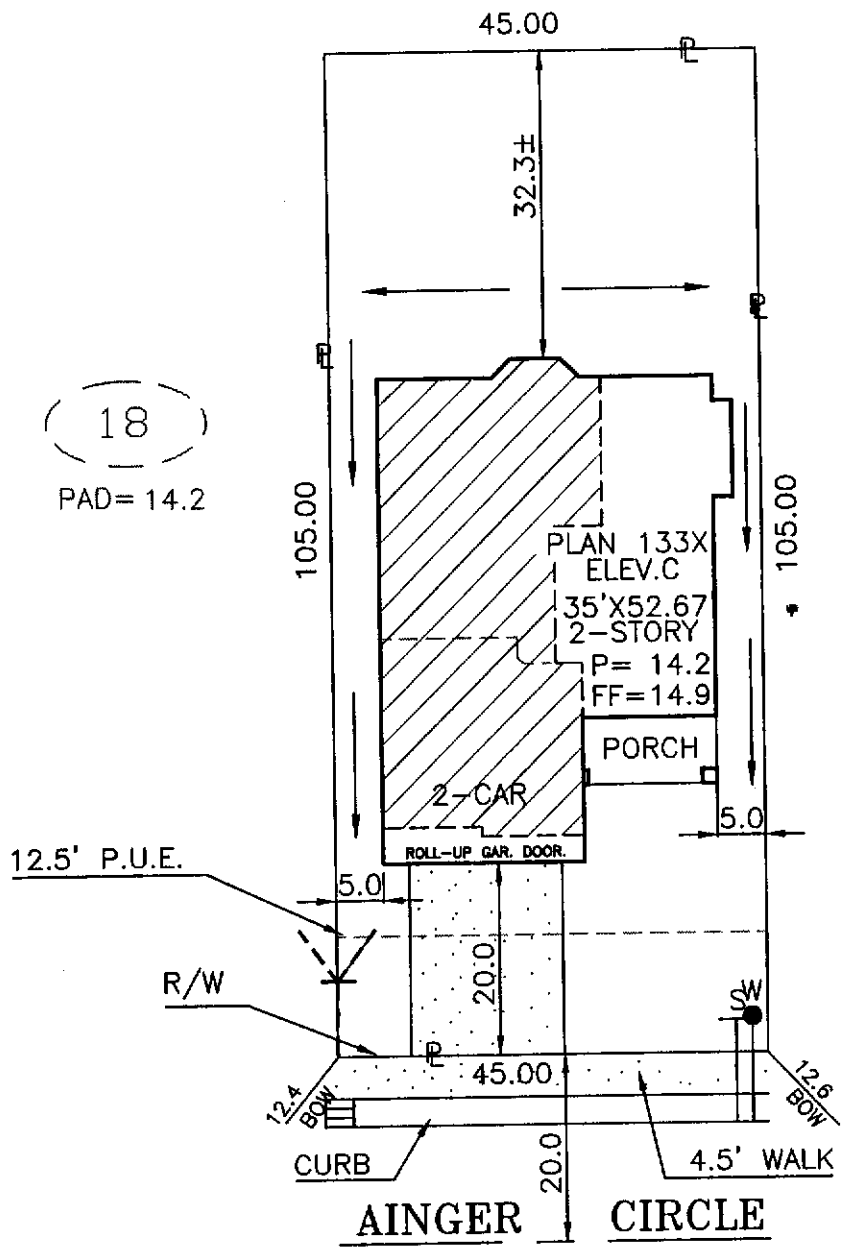 45.00
PL
32.3±
PL
PL
18
PAD= 14.2
105.00
105.00
PLAN 133X
ELEV.C
35'X52.67
2-STORY
P= 14.2
FF=14.9
PORCH
2-CAR
5.0
ROLL-UP GAR. DOOR.
12.5' P.U.E.
5.0
20.0
R/W
S
W
PL
45.00
12.4
BOW
12.6
BOW
CURB
20.0
4.5' WALK
AINGER CIRCLE